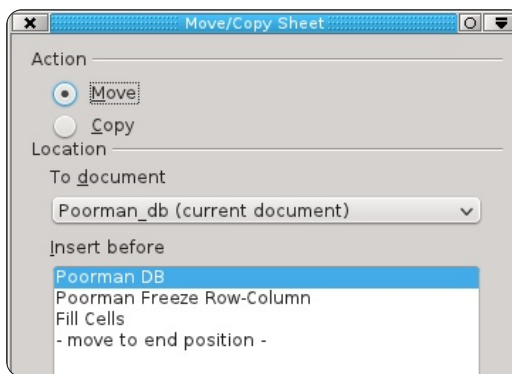 Move/Copy Sheet
Action
Move
Copy
Location
To document
Poorman_db (current document)
Insert before
Poorman DB
Poorman Freeze Row-Column
Fill Cells
- move to end position -